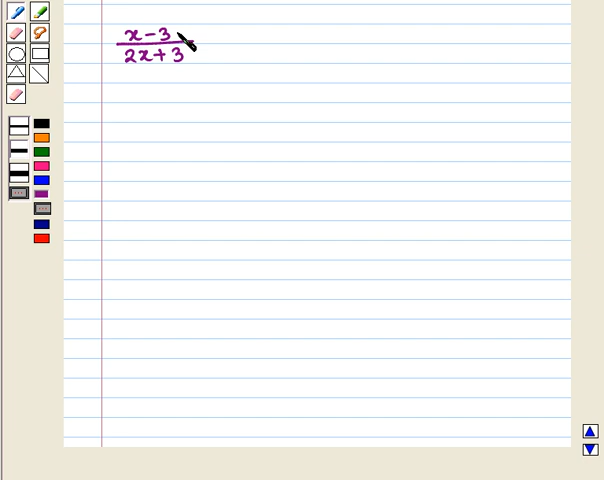 x - 3
2x + 3